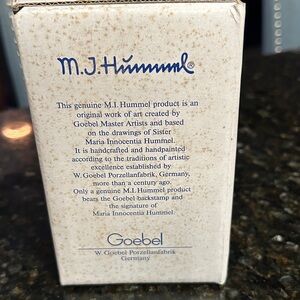 M.J.Hümmel®
This genuine M.I. Hummel product is an
original work of art created by
Goebel Master Artists and based
on the drawings of Sister
Maria Innocentia Hummel.
It is handcrafted and handpainted
according to the traditions of artistic
excellence established by
W. Goebel Porzellanfabrik, Germany,
more than a century ago.
Only a genuine M.I. Hummel product
bears the Goebel backstamp and
the signature of
Maria Innocentia Hummel.
Goebel
W. Goebel Porzellanfabrik
Germany